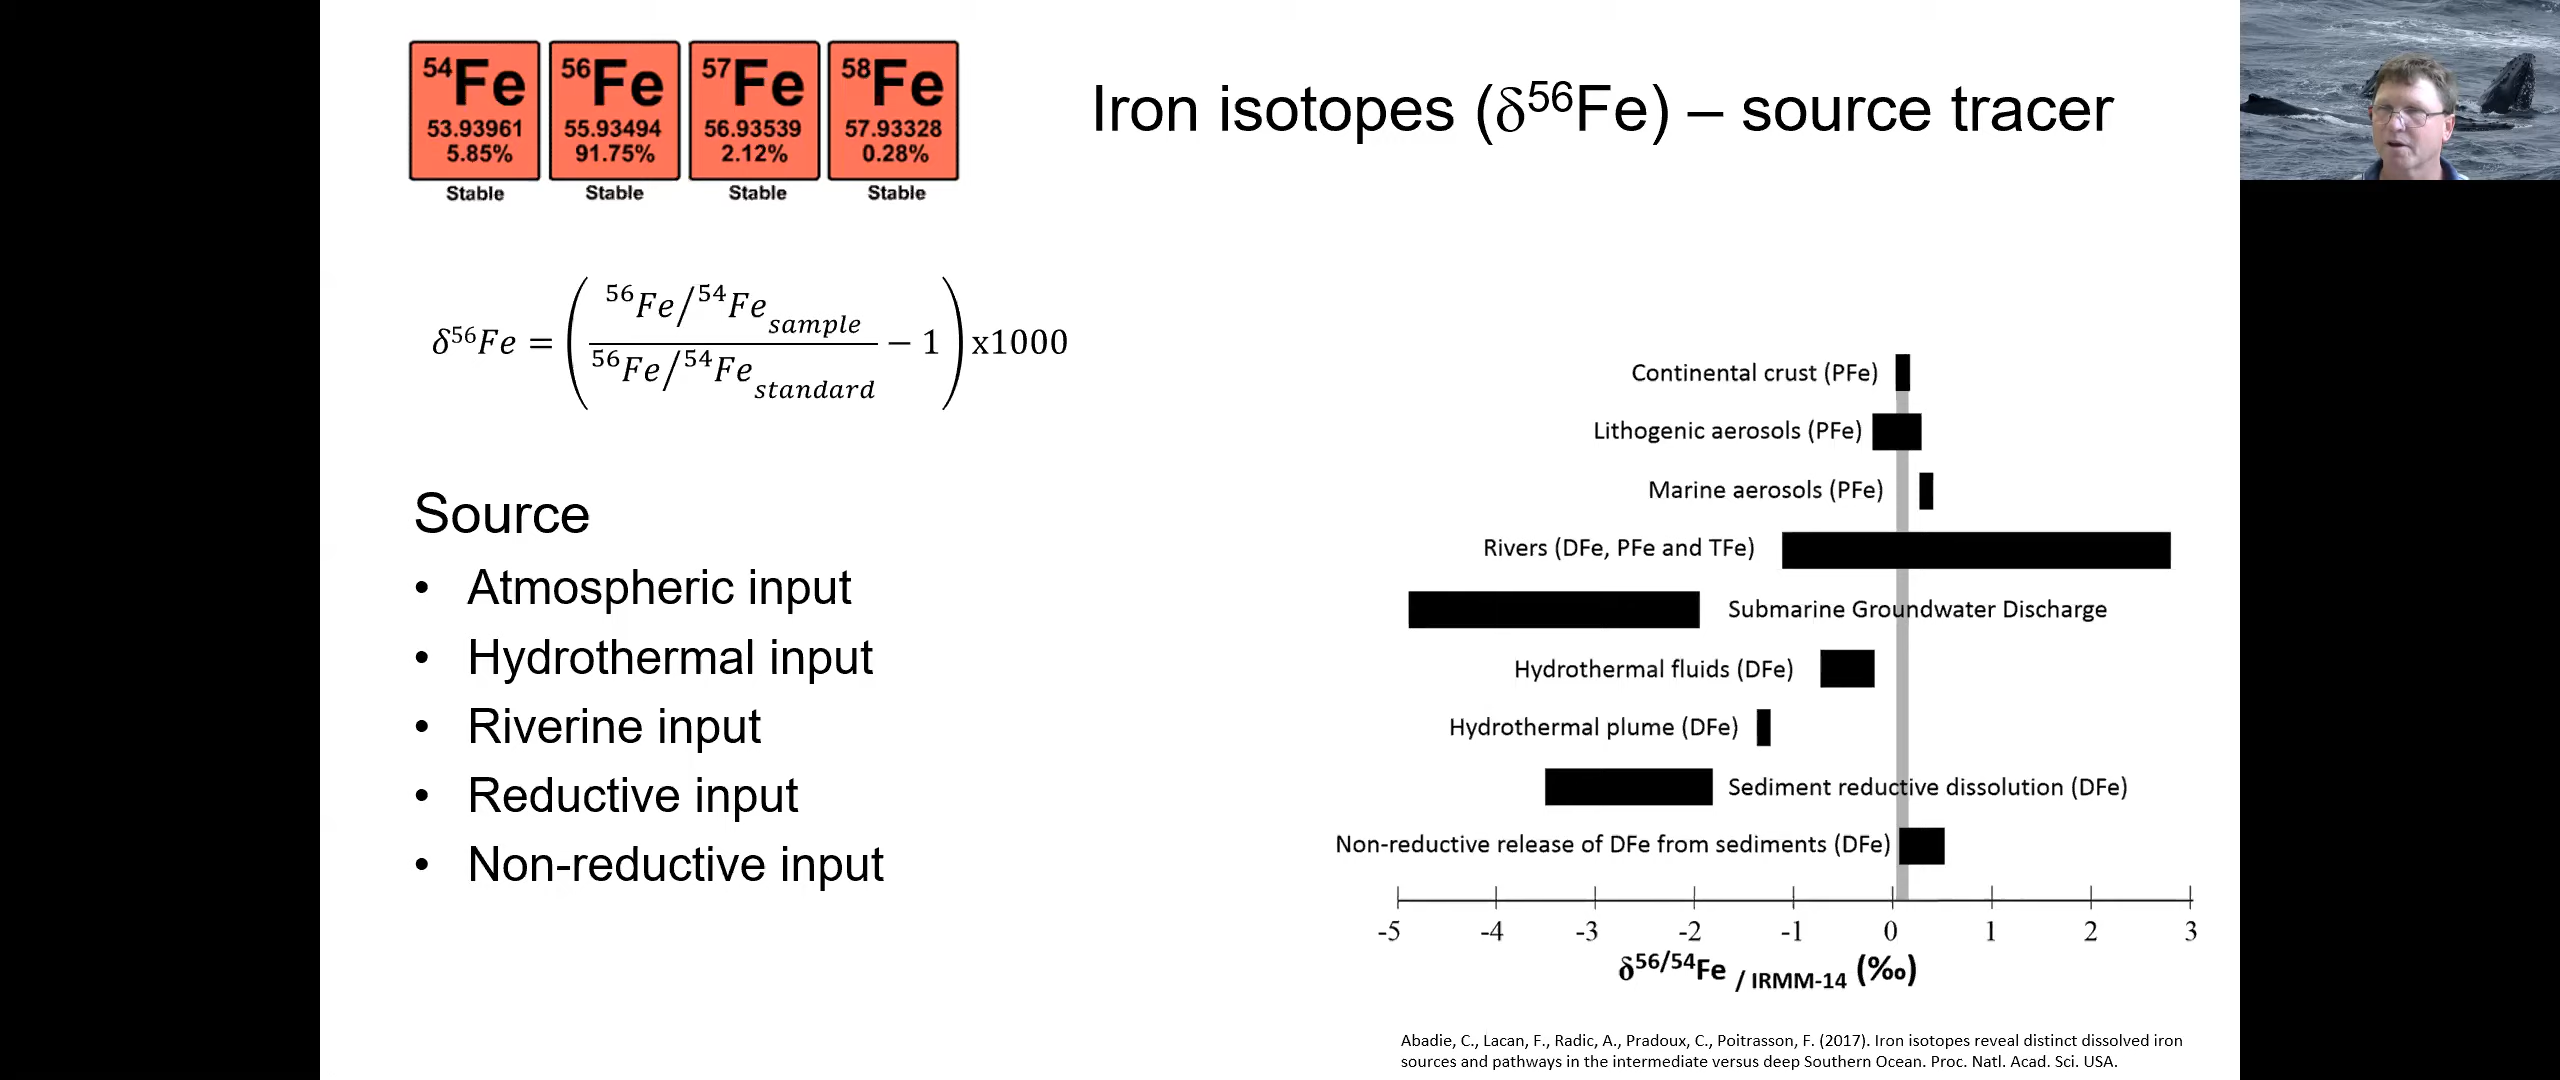 54Fe
53.93961
5.85%
Stable
56Fe
55.93494
91.75%
Stable
57Fe
56.93539
2.12%
Stable
58Fe
57.93328
0.28%
Stable
Iron isotopes (δ56Fe) – source tracer
δ56Fe = (56Fe/54Fe sample / 56Fe/54Fe standard − 1) x1000
Source
• Atmospheric input
• Hydrothermal input
• Riverine input
• Reductive input
• Non-reductive input
Continental crust (PFe)
Lithogenic aerosols (PFe)
Marine aerosols (PFe)
Rivers (DFe, PFe and TFe)
Submarine Groundwater Discharge
Hydrothermal fluids (DFe)
Hydrothermal plume (DFe)
Sediment reductive dissolution (DFe)
Non-reductive release of DFe from sediments (DFe)
-5 -4 -3 -2 -1 0 1 2 3
δ56/54Fe / IRMM-14 (‰)
Abadie, C., Lacan, F., Radic, A., Pradoux, C., Poitrasson, F. (2017). Iron isotopes reveal distinct dissolved iron
sources and pathways in the intermediate versus deep Southern Ocean. Proc. Natl. Acad. Sci. USA.